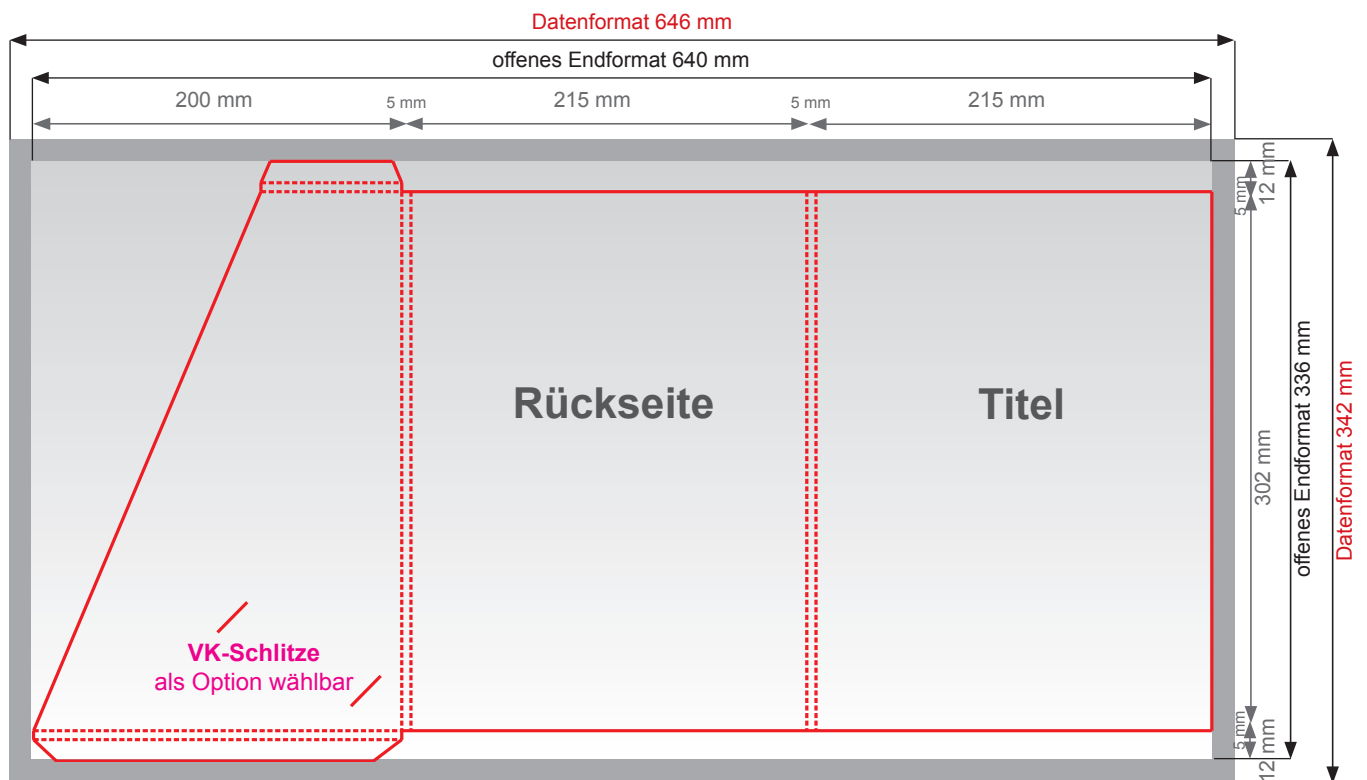 Datenformat 646 mm
offenes Endformat 640 mm
200 mm
5 mm
215 mm
5 mm
215 mm
12 mm
5 mm
Rückseite
Titel
302 mm
offenes Endformat 336 mm
Datenformat 342 mm
VK-Schlitze
als Option wählbar
5 mm
12 mm